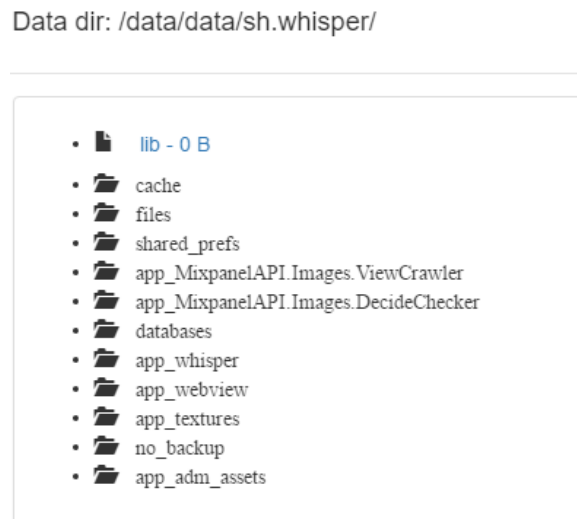 Data dir: /data/data/sh.whisper/
lib - 0 B
cache
files
shared_prefs
app_MixpanelAPI.Images.ViewCrawler
app_MixpanelAPI.Images.DecideChecker
databases
app_whisper
app_webview
app_textures
no_backup
app_adm_assets